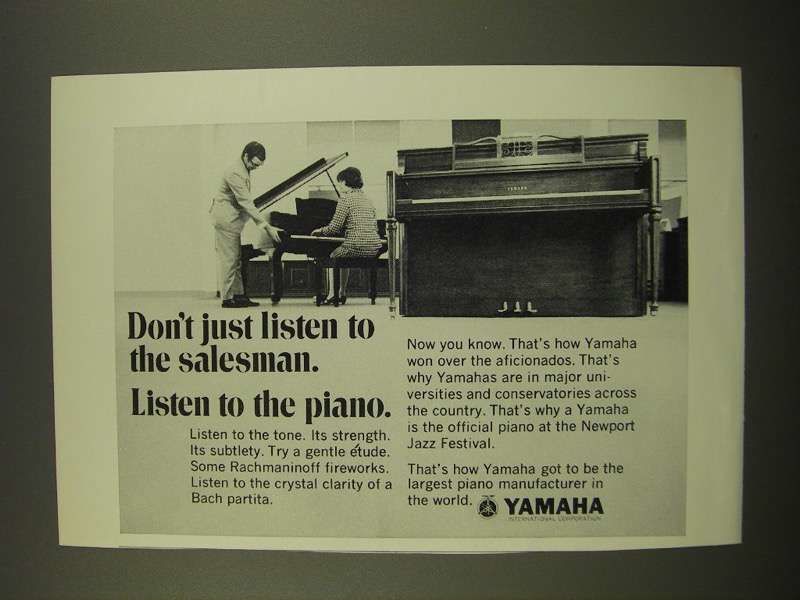 YAMAHA
Don't just listen to
the salesman.
Listen to the piano.
Listen to the tone. Its strength.
Its subtlety. Try a gentle étude.
Some Rachmaninoff fireworks.
Listen to the crystal clarity of a
Bach partita.
Now you know. That's how Yamaha
won over the aficionados. That's
why Yamahas are in major uni-
versities and conservatories across
the country. That's why a Yamaha
is the official piano at the Newport
Jazz Festival.
That's how Yamaha got to be the
largest piano manufacturer in
the world.
YAMAHA
INTERNATIONAL CORPORATION